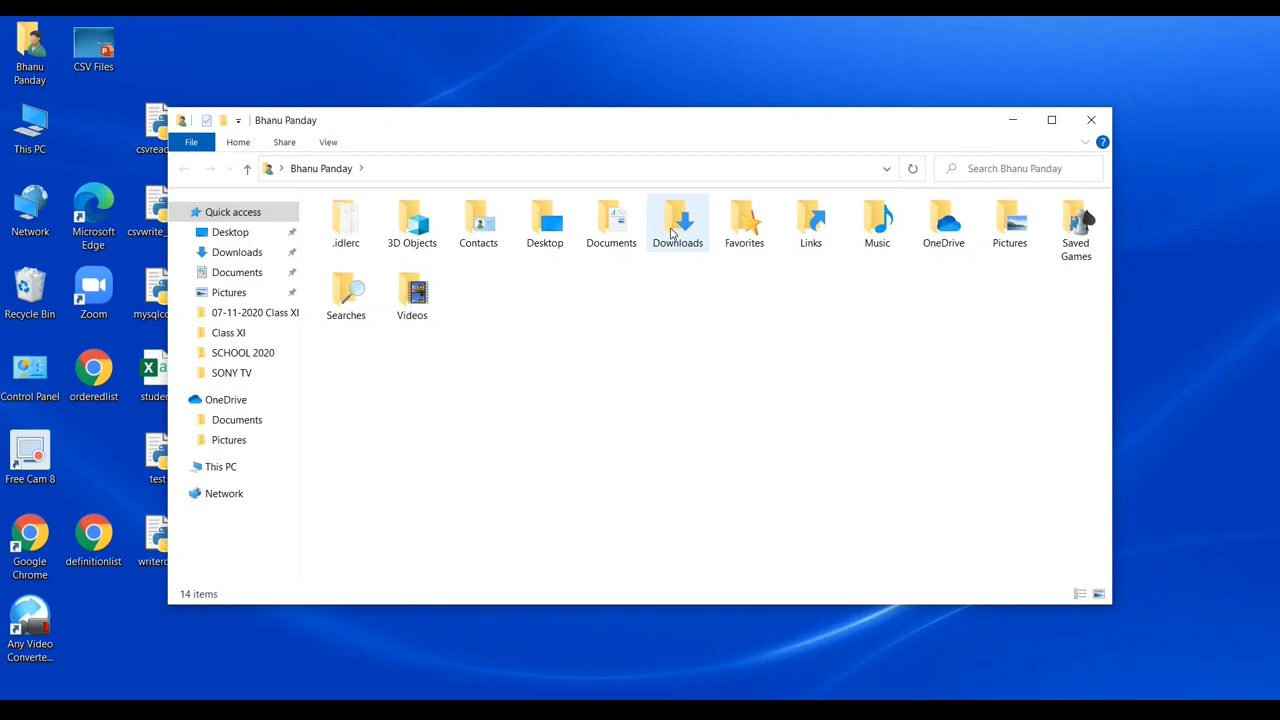 Bhanu
Panday
CSV Files
This PC
csvread
Network
Microsoft
Edge
csvwrite_
Recycle Bin
Zoom
mysqlcc
Control Panel
orderedlist
studen
Free Cam 8
test
Google
Chrome
definitionlist
writero
Any Video
Converte...
Bhanu Panday
File
Home
Share
View
Bhanu Panday
Search Bhanu Panday
Quick access
Desktop
Downloads
Documents
Pictures
07-11-2020 Class XI
Class XI
SCHOOL 2020
SONY TV
OneDrive
Documents
Pictures
This PC
Network
.idlerc
3D Objects
Contacts
Desktop
Documents
Downloads
Favorites
Links
Music
OneDrive
Pictures
Saved
Games
Searches
Videos
14 items